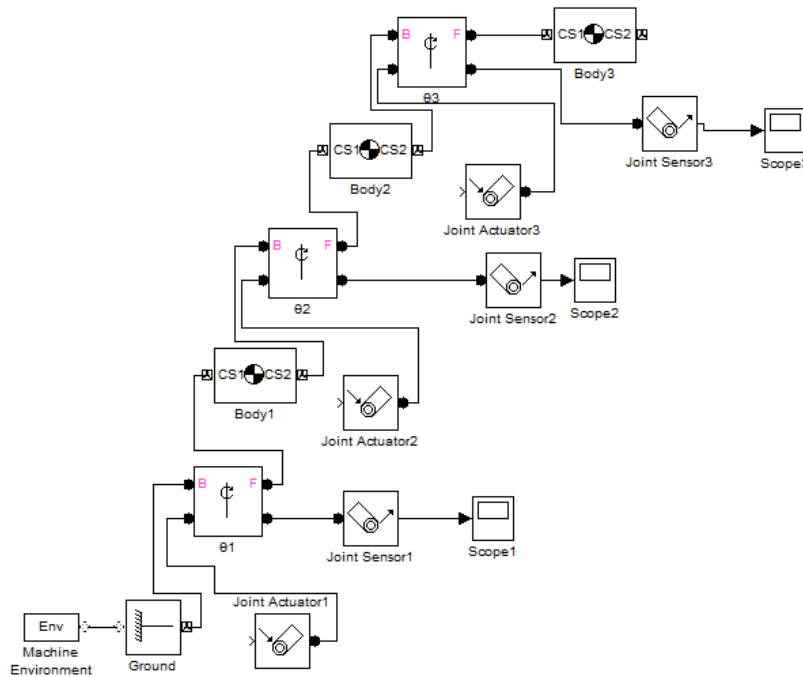 B F
CS1 CS2
Body3
θ3
Joint Sensor3
Scope3
CS1 CS2
Body2
Joint Actuator3
B F
θ2
Joint Sensor2
Scope2
CS1 CS2
Body1
Joint Actuator2
B F
θ1
Joint Sensor1
Scope1
Joint Actuator1
Env
Machine
Environment
Ground